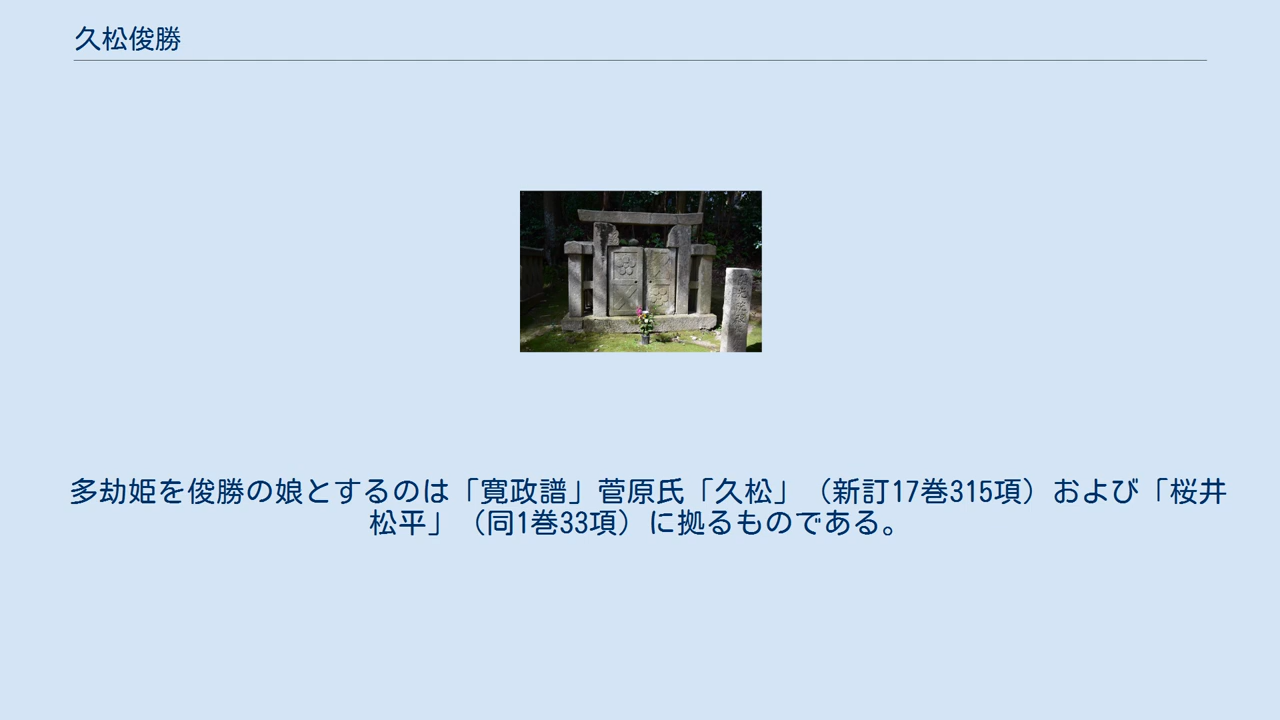 久松俊勝
多劫姫を俊勝の娘とするのは「寛政譜」菅原氏「久松」（新訂17巻315項）および「桜井
松平」（同1巻33項）に拠るものである。